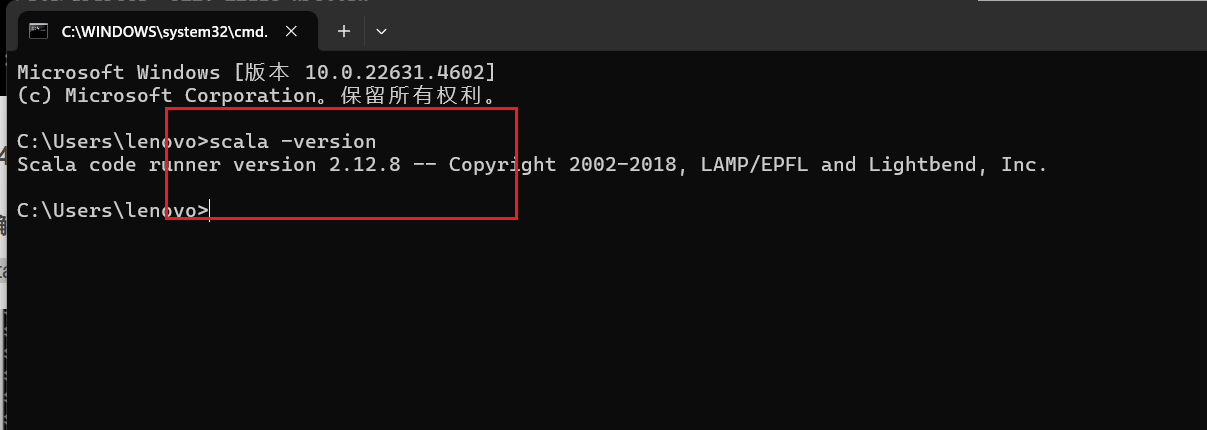 C:\WINDOWS\system32\cmd.
Microsoft Windows [版本 10.0.22631.4602]
(c) Microsoft Corporation。保留所有权利。
C:\Users\lenovo>scala -version
Scala code runner version 2.12.8 -- Copyright 2002-2018, LAMP/EPFL and Lightbend, Inc.
C:\Users\lenovo>